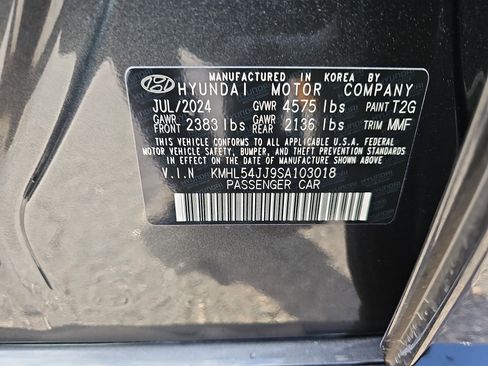 MANUFACTURED IN KOREA BY
HYUNDAI MOTOR COMPANY
JUL/2024 GVWR 4575 lbs PAINT T2G
GAWR FRONT 2383 lbs GAWR REAR 2136 lbs TRIM MMF
THIS VEHICLE CONFORMS TO ALL APPLICABLE U.S.A FEDERAL
MOTOR VEHICLE SAFETY, BUMPER, AND THEFT PREVENTION STANDARDS
IN EFFECT ON THE DATE OF MANUFACTURE SHOWN ABOVE.
V.I.N KMHL54JJ9SA103018
PASSENGER CAR